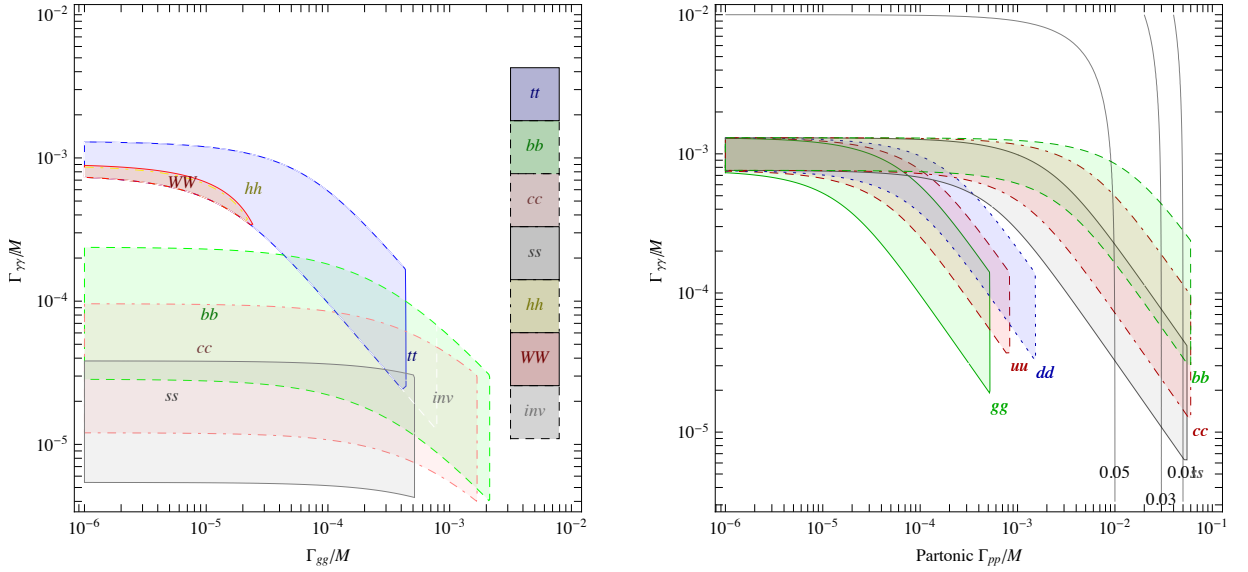 10⁻²
10⁻³
10⁻⁴
10⁻⁵
Γγγ/M
10⁻⁶
10⁻⁵
10⁻⁴
10⁻³
10⁻²
Γgg/M
WW
hh
bb
cc
ss
tt
inv
tt
bb
cc
ss
hh
WW
inv
10⁻²
10⁻³
10⁻⁴
10⁻⁵
Γγγ/M
10⁻⁶
10⁻⁵
10⁻⁴
10⁻³
10⁻²
10⁻¹
Partonic Γpp/M
gg
uu
dd
bb
cc
ss
0.05
0.03
0.01